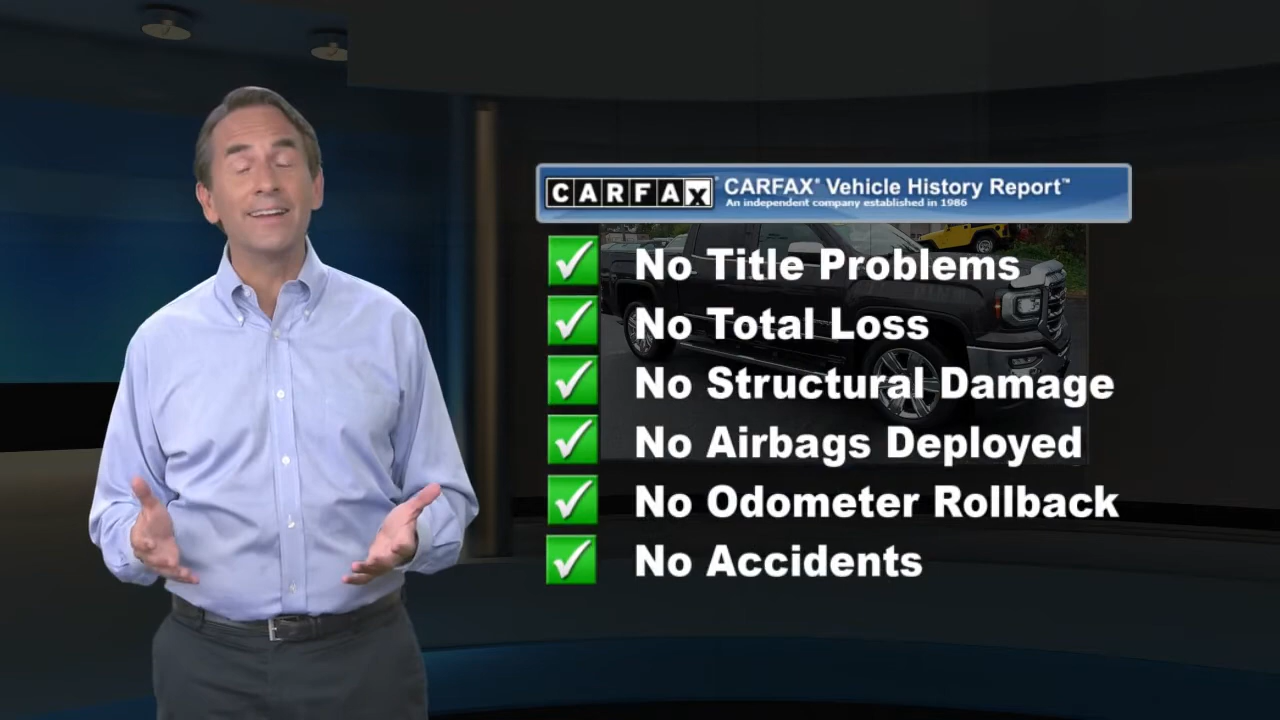 CARFAX® CARFAX® Vehicle History Report™
An independent company established in 1986
No Title Problems
No Total Loss
No Structural Damage
No Airbags Deployed
No Odometer Rollback
No Accidents